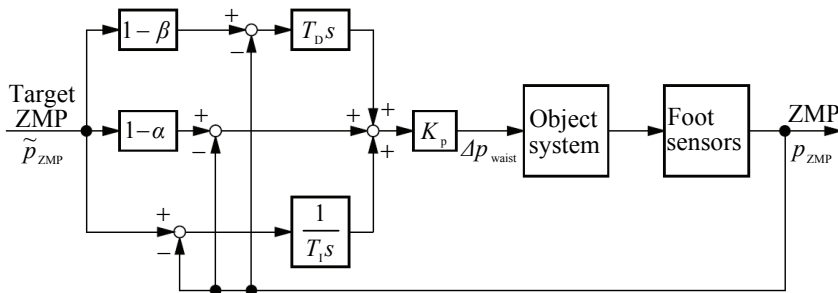 1 − β
+
−
T_D s
Target
ZMP
p̃_ZMP
1−α
+
−
+
+
+
K_p
Δp_waist
Object
system
Foot
sensors
ZMP
p_ZMP
+
−
1
T_I s